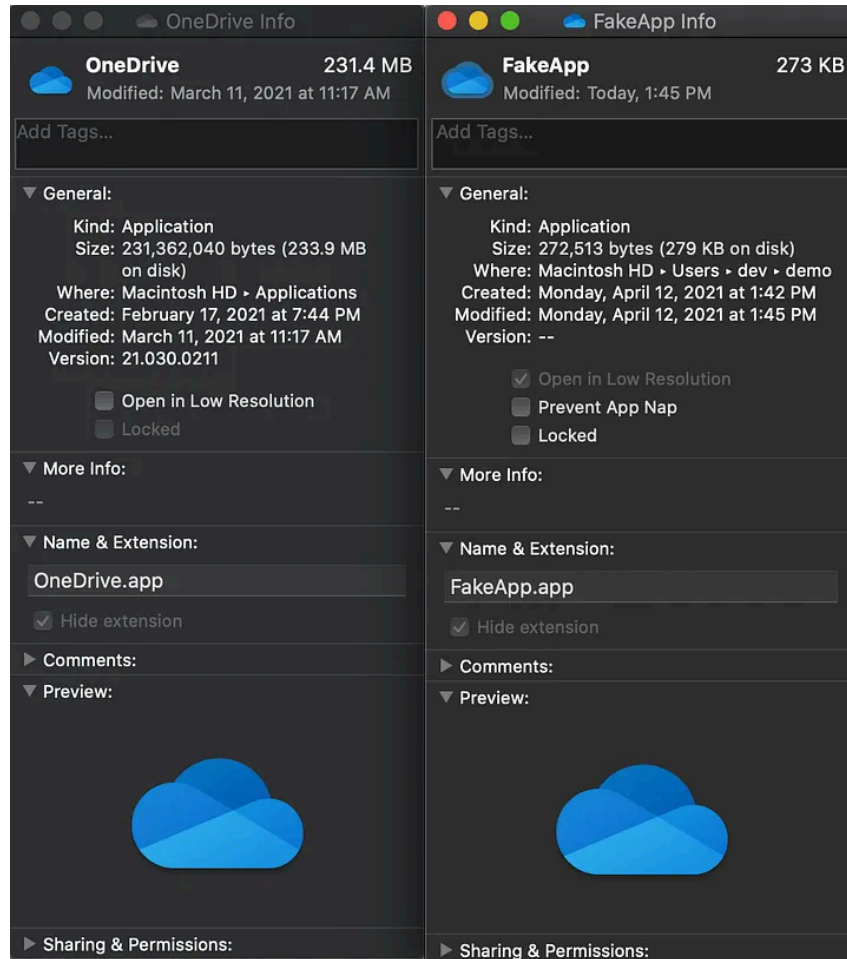 OneDrive Info
OneDrive 231.4 MB
Modified: March 11, 2021 at 11:17 AM
Add Tags...
General:
Kind: Application
Size: 231,362,040 bytes (233.9 MB
on disk)
Where: Macintosh HD ▸ Applications
Created: February 17, 2021 at 7:44 PM
Modified: March 11, 2021 at 11:17 AM
Version: 21.030.0211
Open in Low Resolution
Locked
More Info:
--
Name & Extension:
OneDrive.app
Hide extension
Comments:
Preview:
Sharing & Permissions:
FakeApp Info
FakeApp 273 KB
Modified: Today, 1:45 PM
Add Tags...
General:
Kind: Application
Size: 272,513 bytes (279 KB on disk)
Where: Macintosh HD ▸ Users ▸ dev ▸ demo
Created: Monday, April 12, 2021 at 1:42 PM
Modified: Monday, April 12, 2021 at 1:45 PM
Version: --
Open in Low Resolution
Prevent App Nap
Locked
More Info:
--
Name & Extension:
FakeApp.app
Hide extension
Comments:
Preview:
Sharing & Permissions: